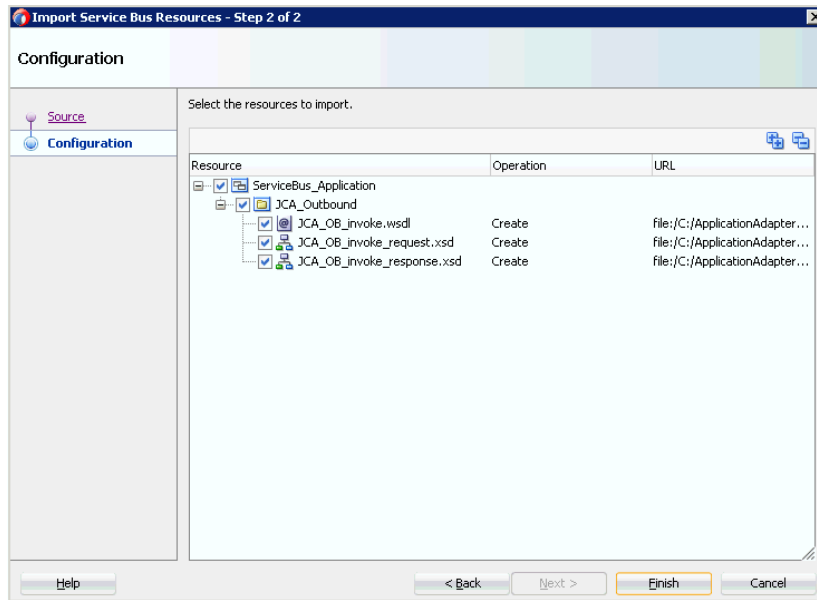 Import Service Bus Resources - Step 2 of 2
Configuration
Source
Configuration
Select the resources to import.
Resource Operation URL
ServiceBus_Application
JCA_Outbound
JCA_OB_invoke.wsdl Create file:/C:/ApplicationAdapter...
JCA_OB_invoke_request.xsd Create file:/C:/ApplicationAdapter...
JCA_OB_invoke_response.xsd Create file:/C:/ApplicationAdapter...
Help < Back Next > Finish Cancel